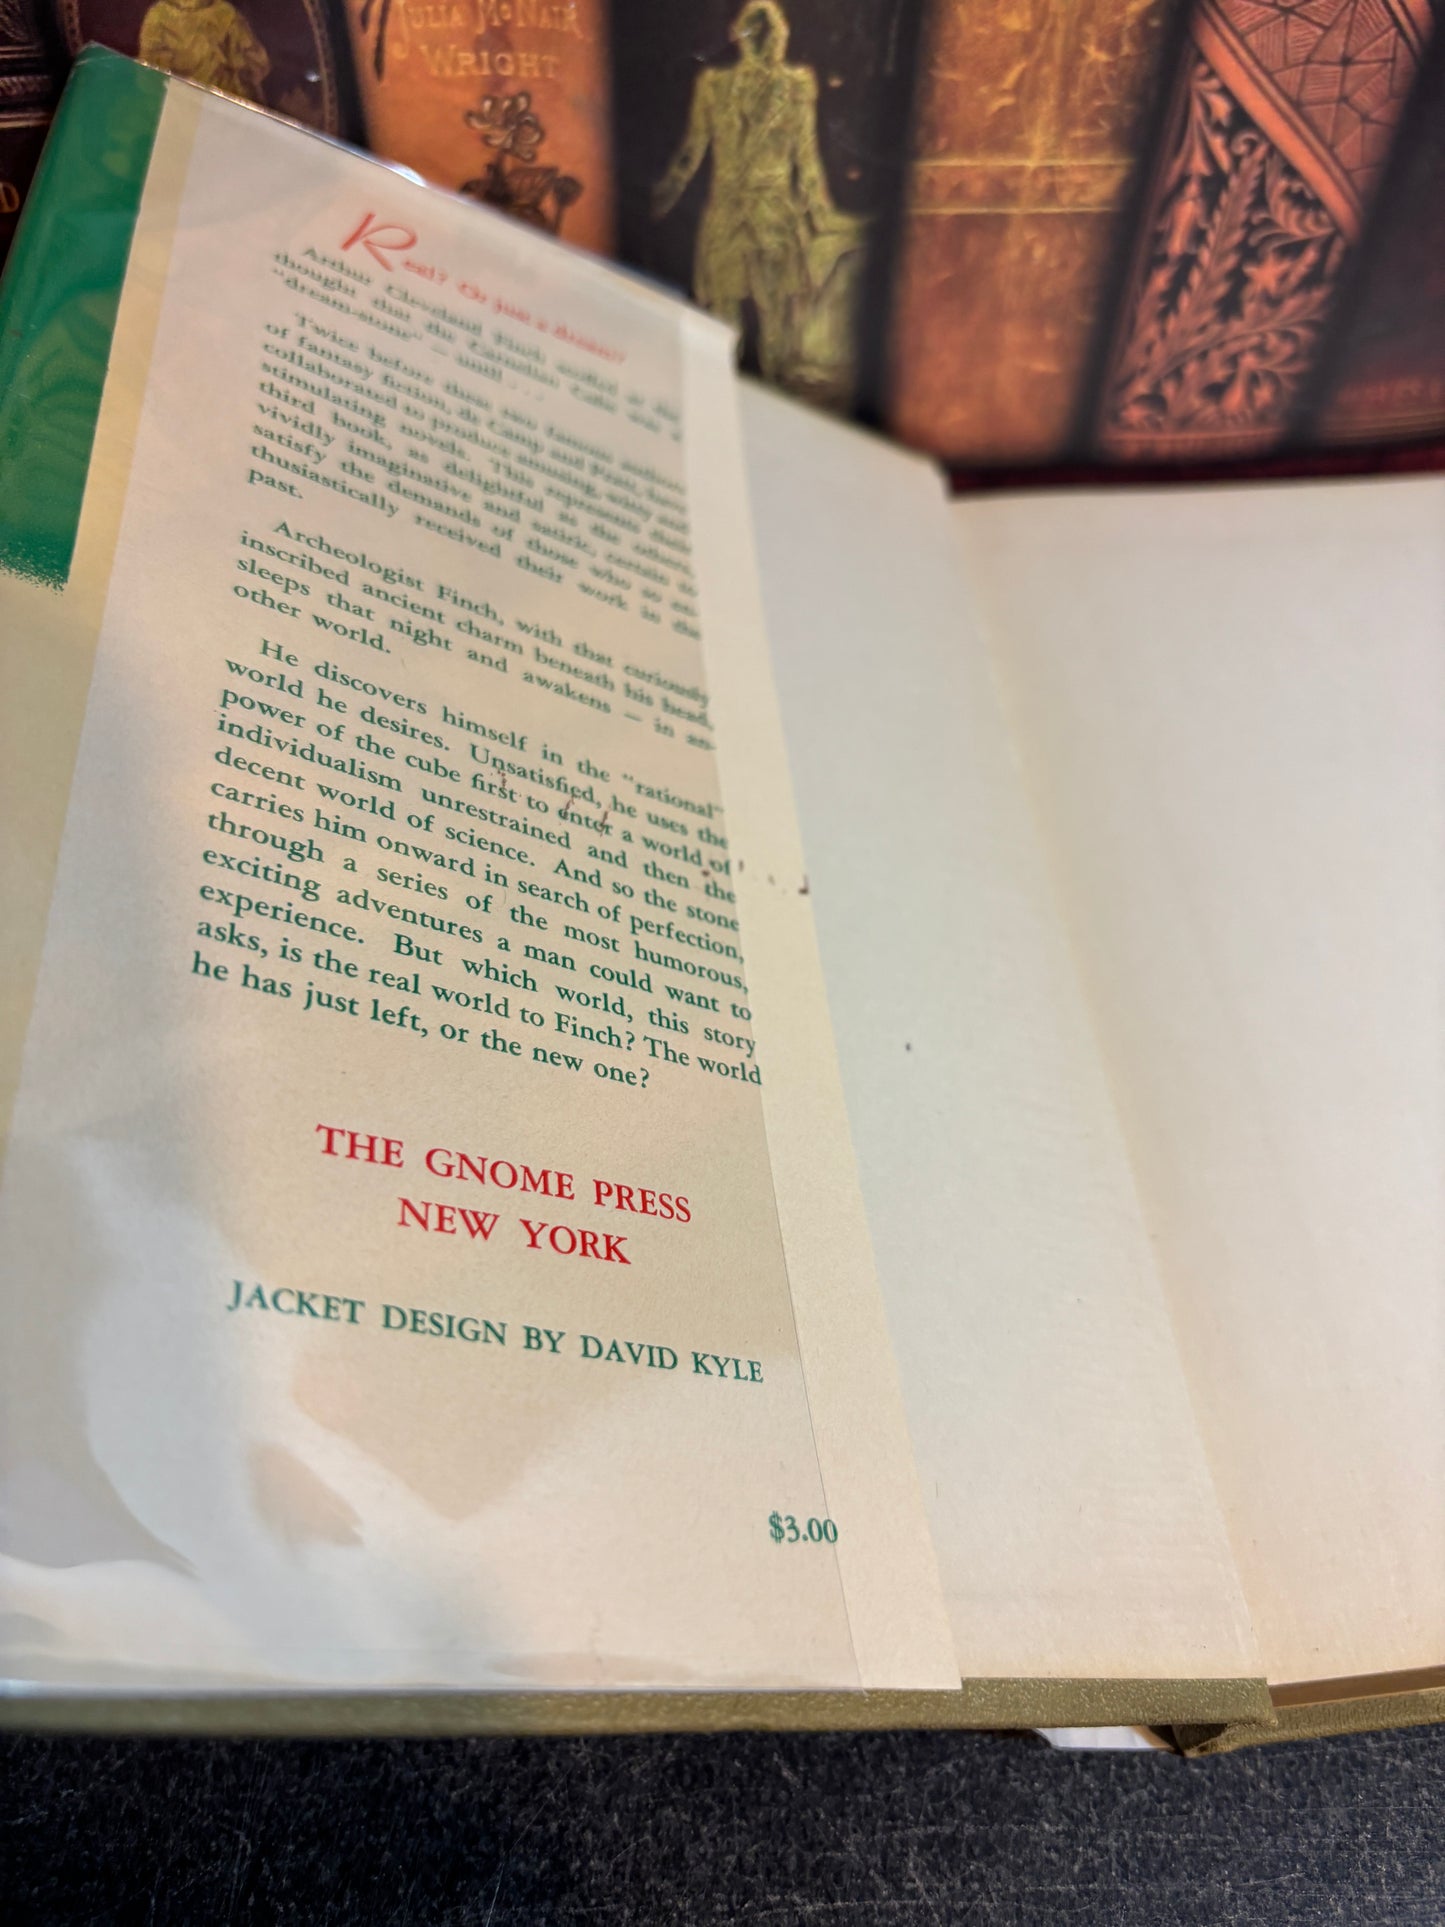 JULIA MCNAIR
WRIGHT
Real? Or just a dream?
Arthur Cleveland Finch scoffed at the
thought that the Carnelian Cube was a
"dream-stone" — until . . .
Twice before these two famous authors
of fantasy fiction, de Camp and Pratt, have
collaborated to produce amusing, witty and
stimulating novels. This represents their
third book, as delightful as the others,
vividly imaginative and satiric, certain to
satisfy the demands of those who so en-
thusiastically received their work in the
past.
Archeologist Finch, with that curiously
inscribed ancient charm beneath his head,
sleeps that night and awakens — in an-
other world.
He discovers himself in the "rational"
world he desires. Unsatisfied, he uses the
power of the cube first to enter a world of
individualism unrestrained and then the
decent world of science. And so the stone
carries him onward in search of perfection,
through a series of the most humorous,
exciting adventures a man could want to
experience. But which world, this story
asks, is the real world to Finch? The world
he has just left, or the new one?
THE GNOME PRESS
NEW YORK
JACKET DESIGN BY DAVID KYLE
$3.00